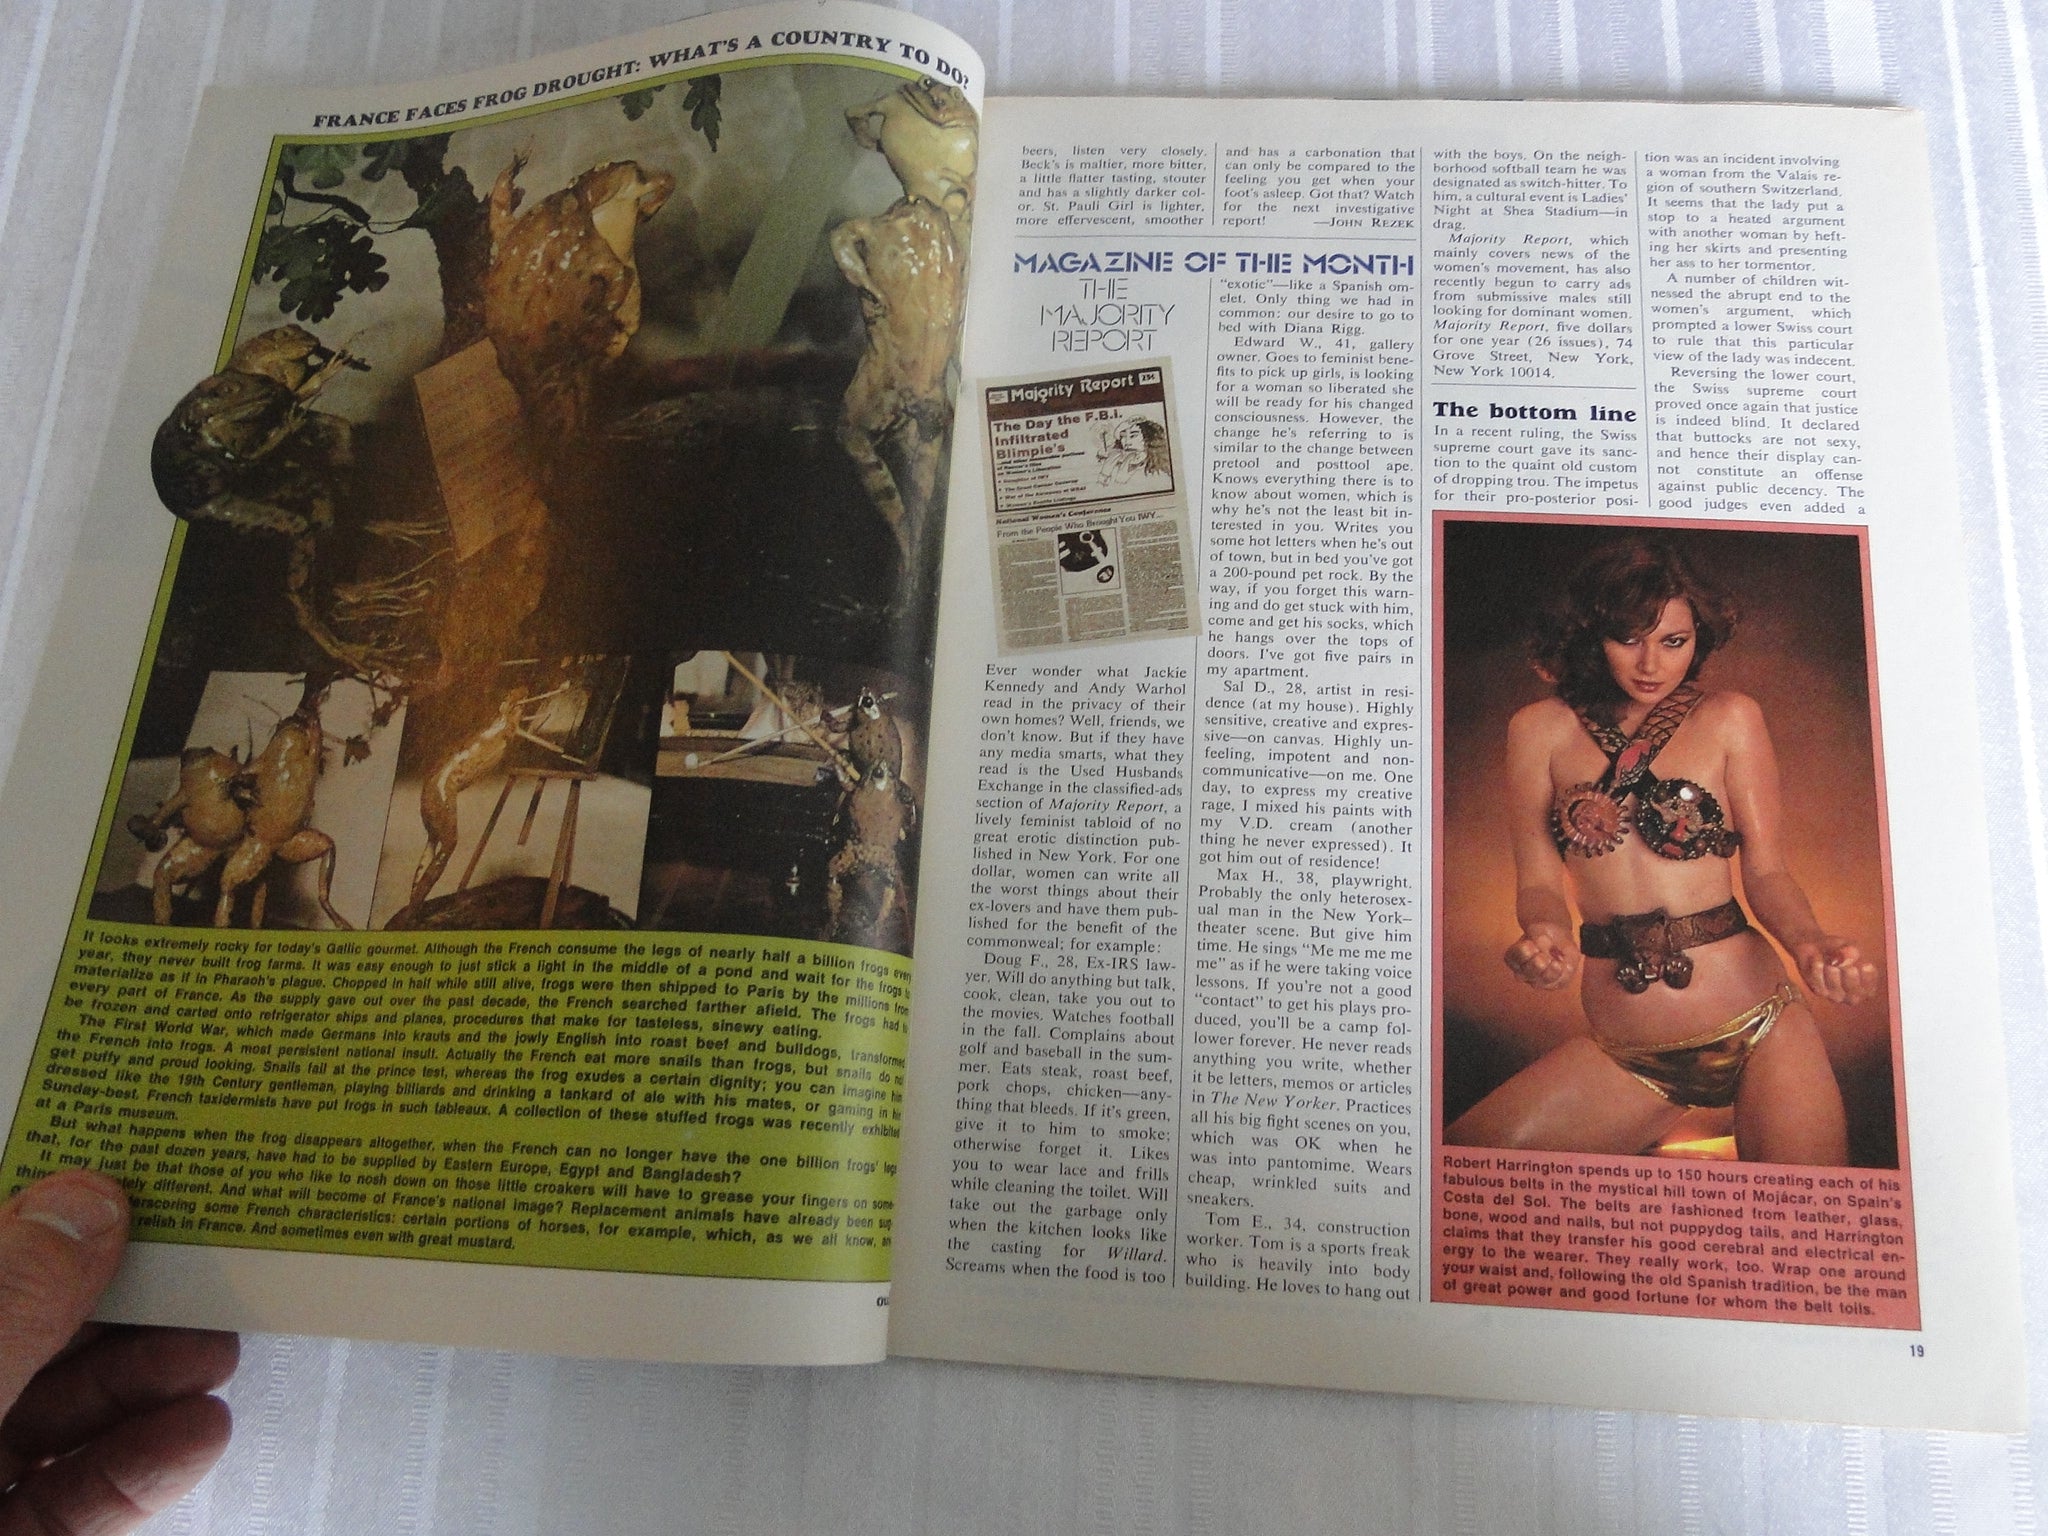 FRANCE FACES FROG DROUGHT: WHAT'S A COUNTRY TO DO?
It looks extremely rocky for today's Gallic gourmet. Although the French consume the legs of nearly half a billion frogs every
year, they never built frog farms. It was easy enough to just stick a light in the middle of a pond and wait for the frogs to
materialize as if in Pharaoh's plague. Chopped in half while still alive, frogs were then shipped to Paris by the millions from
every part of France. As the supply gave out over the past decade, the French searched farther afield. The frogs had to
be frozen and carted onto refrigerator ships and planes, procedures that make for tasteless, sinewy eating.
The First World War, which made Germans into krauts and the jowly English into roast beef and bulldogs, transformed
the French into frogs. A most persistent national insult. Actually the French eat more snails than frogs, but snails do not
get puffy and proud looking. Snails fail at the prince test, whereas the frog exudes a certain dignity; you can imagine him
dressed like the 19th Century gentleman, playing billiards and drinking a tankard of ale with his mates, or gaming in his
Sunday-best. French taxidermists have put frogs in such tableaux. A collection of these stuffed frogs was recently exhibited
at a Paris museum.
But what happens when the frog disappears altogether, when the French can no longer have the one billion frogs' legs
that, for the past dozen years, have had to be supplied by Eastern Europe, Egypt and Bangladesh?
It may just be that those of you who like to nosh down on those little croakers will have to grease your fingers on some-
thing tely different. And what will become of France's national image? Replacement animals have already been sug
derscoring some French characteristics: certain portions of horses, for example, which, as we all know, are
relish in France. And sometimes even with great mustard.
beers, listen very closely.
Beck's is maltier, more bitter,
a little flatter tasting, stouter
and has a slightly darker col-
or. St. Pauli Girl is lighter,
more effervescent, smoother
and has a carbonation that
can only be compared to the
feeling you get when your
foot's asleep. Got that? Watch
for the next investigative
report! —JOHN REZEK
MAGAZINE OF THE MONTH
THE
MAJORITY
REPORT
Majority Report 25¢
The Day the F.B.I.
Infiltrated
Blimpie's
National Women's Conference
From the People Who Brought You IWY...
Ever wonder what Jackie
Kennedy and Andy Warhol
read in the privacy of their
own homes? Well, friends, we
don't know. But if they have
any media smarts, what they
read is the Used Husbands
Exchange in the classified-ads
section of Majority Report, a
lively feminist tabloid of no
great erotic distinction pub-
lished in New York. For one
dollar, women can write all
the worst things about their
ex-lovers and have them pub-
lished for the benefit of the
commonweal; for example:
Doug F., 28, Ex-IRS law-
yer. Will do anything but talk,
cook, clean, take you out to
the movies. Watches football
in the fall. Complains about
golf and baseball in the sum-
mer. Eats steak, roast beef,
pork chops, chicken—any-
thing that bleeds. If it's green,
give it to him to smoke;
otherwise forget it. Likes
you to wear lace and frills
while cleaning the toilet. Will
take out the garbage only
when the kitchen looks like
the casting for Willard.
Screams when the food is too
"exotic"—like a Spanish om-
elet. Only thing we had in
common: our desire to go to
bed with Diana Rigg.
Edward W., 41, gallery
owner. Goes to feminist bene-
fits to pick up girls, is looking
for a woman so liberated she
will be ready for his changed
consciousness. However, the
change he's referring to is
similar to the change between
pretool and posttool ape.
Knows everything there is to
know about women, which is
why he's not the least bit in-
terested in you. Writes you
some hot letters when he's out
of town, but in bed you've got
a 200-pound pet rock. By the
way, if you forget this warn-
ing and do get stuck with him,
come and get his socks, which
he hangs over the tops of
doors. I've got five pairs in
my apartment.
Sal D., 28, artist in resi-
dence (at my house). Highly
sensitive, creative and expres-
sive—on canvas. Highly un-
feeling, impotent and non-
communicative—on me. One
day, to express my creative
rage, I mixed his paints with
my V.D. cream (another
thing he never expressed). It
got him out of residence!
Max H., 38, playwright.
Probably the only heterosex-
ual man in the New York—
theater scene. But give him
time. He sings "Me me me me
me" as if he were taking voice
lessons. If you're not a good
"contact" to get his plays pro-
duced, you'll be a camp fol-
lower forever. He never reads
anything you write, whether
it be letters, memos or articles
in The New Yorker. Practices
all his big fight scenes on you,
which was OK when he
was into pantomime. Wears
cheap, wrinkled suits and
sneakers.
Tom E., 34, construction
worker. Tom is a sports freak
who is heavily into body
building. He loves to hang out
with the boys. On the neigh-
borhood softball team he was
designated as switch-hitter. To
him, a cultural event is Ladies'
Night at Shea Stadium—in
drag.
Majority Report, which
mainly covers news of the
women's movement, has also
recently begun to carry ads
from submissive males still
looking for dominant women.
Majority Report, five dollars
for one year (26 issues), 74
Grove Street, New York,
New York 10014.
The bottom line
In a recent ruling, the Swiss
supreme court gave its sanc-
tion to the quaint old custom
of dropping trou. The impetus
for their pro-posterior posi-
tion was an incident involving
a woman from the Valais re-
gion of southern Switzerland.
It seems that the lady put a
stop to a heated argument
with another woman by heft-
ing her skirts and presenting
her ass to her tormentor.
A number of children wit-
nessed the abrupt end to the
women's argument, which
prompted a lower Swiss court
to rule that this particular
view of the lady was indecent.
Reversing the lower court,
the Swiss supreme court
proved once again that justice
is indeed blind. It declared
that buttocks are not sexy,
and hence their display can-
not constitute an offense
against public decency. The
good judges even added a
Robert Harrington spends up to 150 hours creating each of his
fabulous belts in the mystical hill town of Mojácar, on Spain's
Costa del Sol. The belts are fashioned from leather, glass,
bone, wood and nails, but not puppydog tails, and Harrington
claims that they transfer his good cerebral and electrical en-
ergy to the wearer. They really work, too. Wrap one around
your waist and, following the old Spanish tradition, be the man
of great power and good fortune for whom the belt tolls.
19